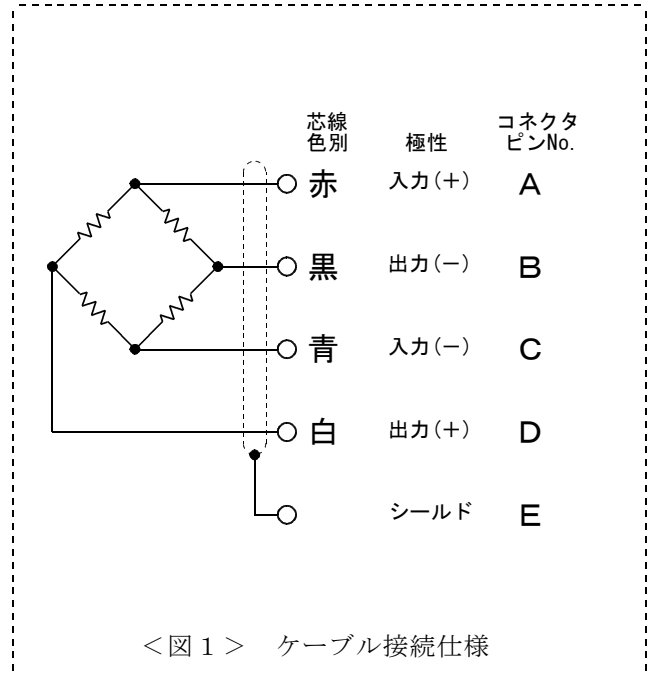 芯線
色別 極性 コネクタ
ピンNo.
赤 入力(+) A
黒 出力(−) B
青 入力(−) C
白 出力(+) D
シールド E
<図1> ケーブル接続仕様